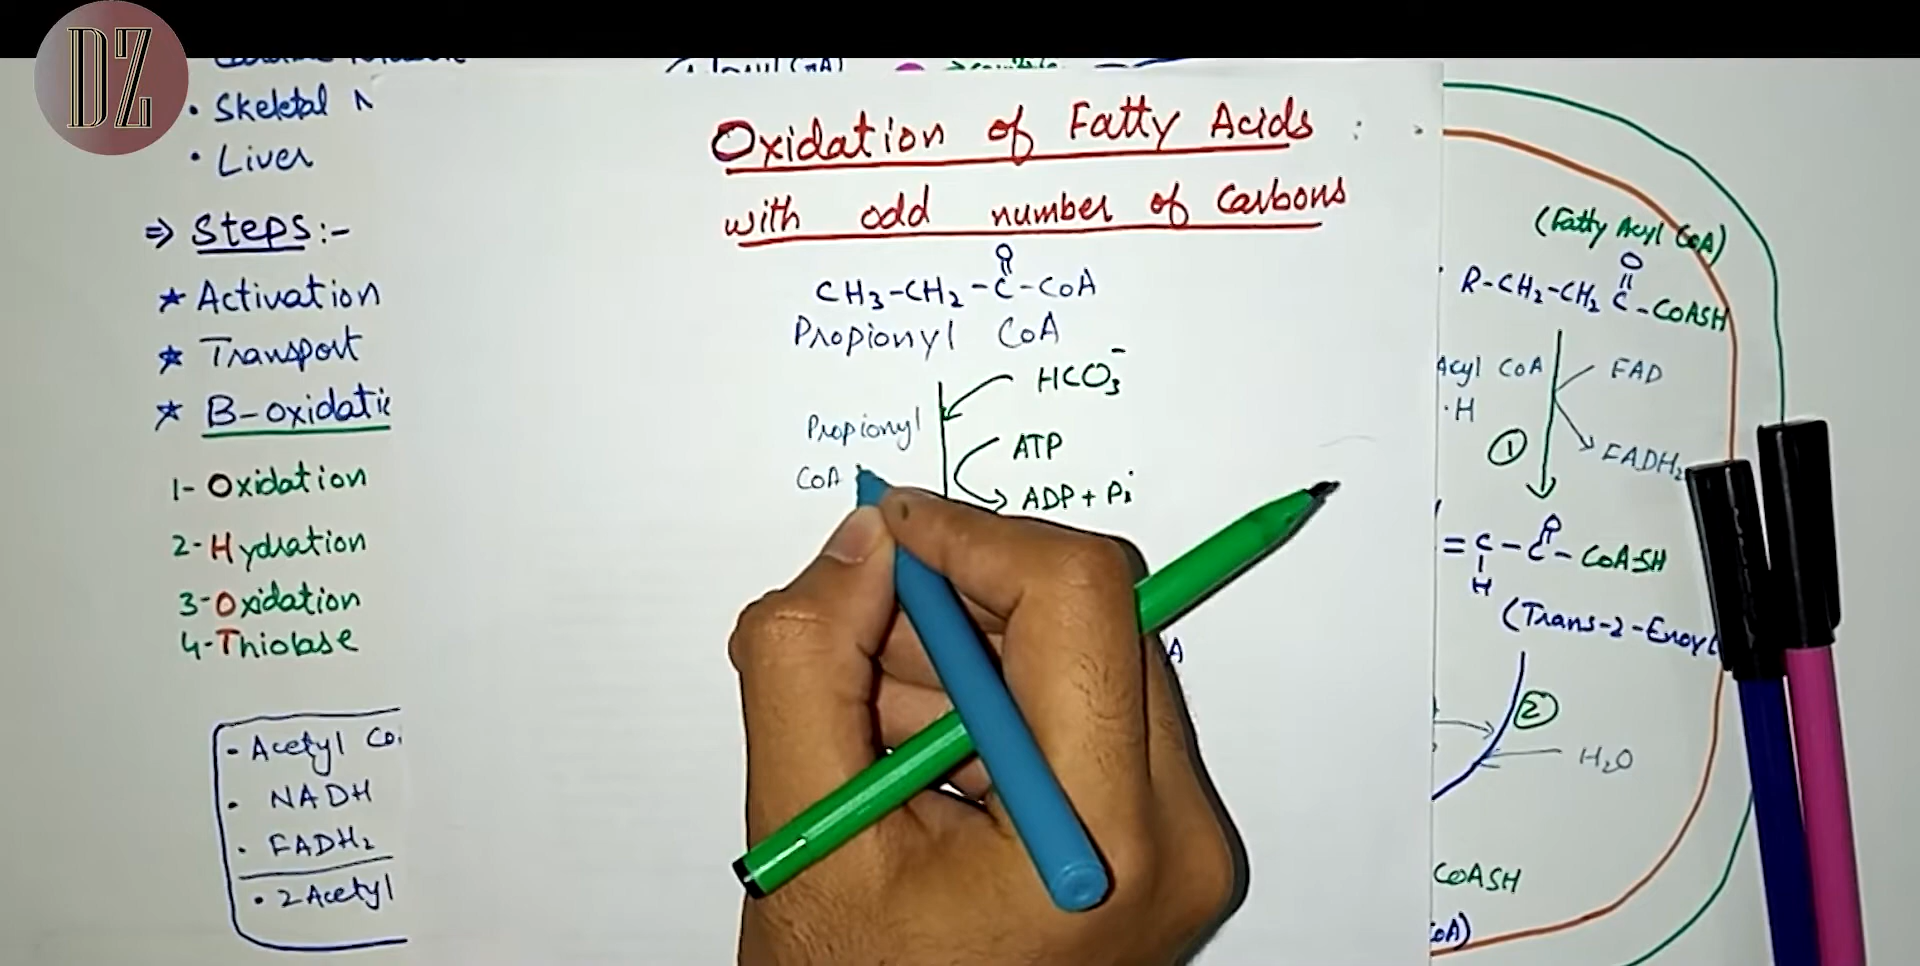 DZ
• Skeletal
• Liver
⇒ Steps:-
★ Activation
★ Transport
★ B-oxidatic
1- Oxidation
2- Hydration
3- Oxidation
4- Thiolase
- Acetyl Co
• NADH
• FADH₂
• 2 Acetyl
Oxidation of Fatty Acids :
with odd number of Carbons
O
CH₃-CH₂-C-CoA
Propionyl CoA
HCO₃⁻
Propionyl
CoA
ATP
ADP + Pi
A
(Fatty Acyl CoA)
O
R-CH₂-CH₂ C-COASH
Acyl CoA
FAD
·H
①
FADH₂
O
= C - C - COASH
H
(Trans-2-Enoyl
②
H₂O
COASH
oA)